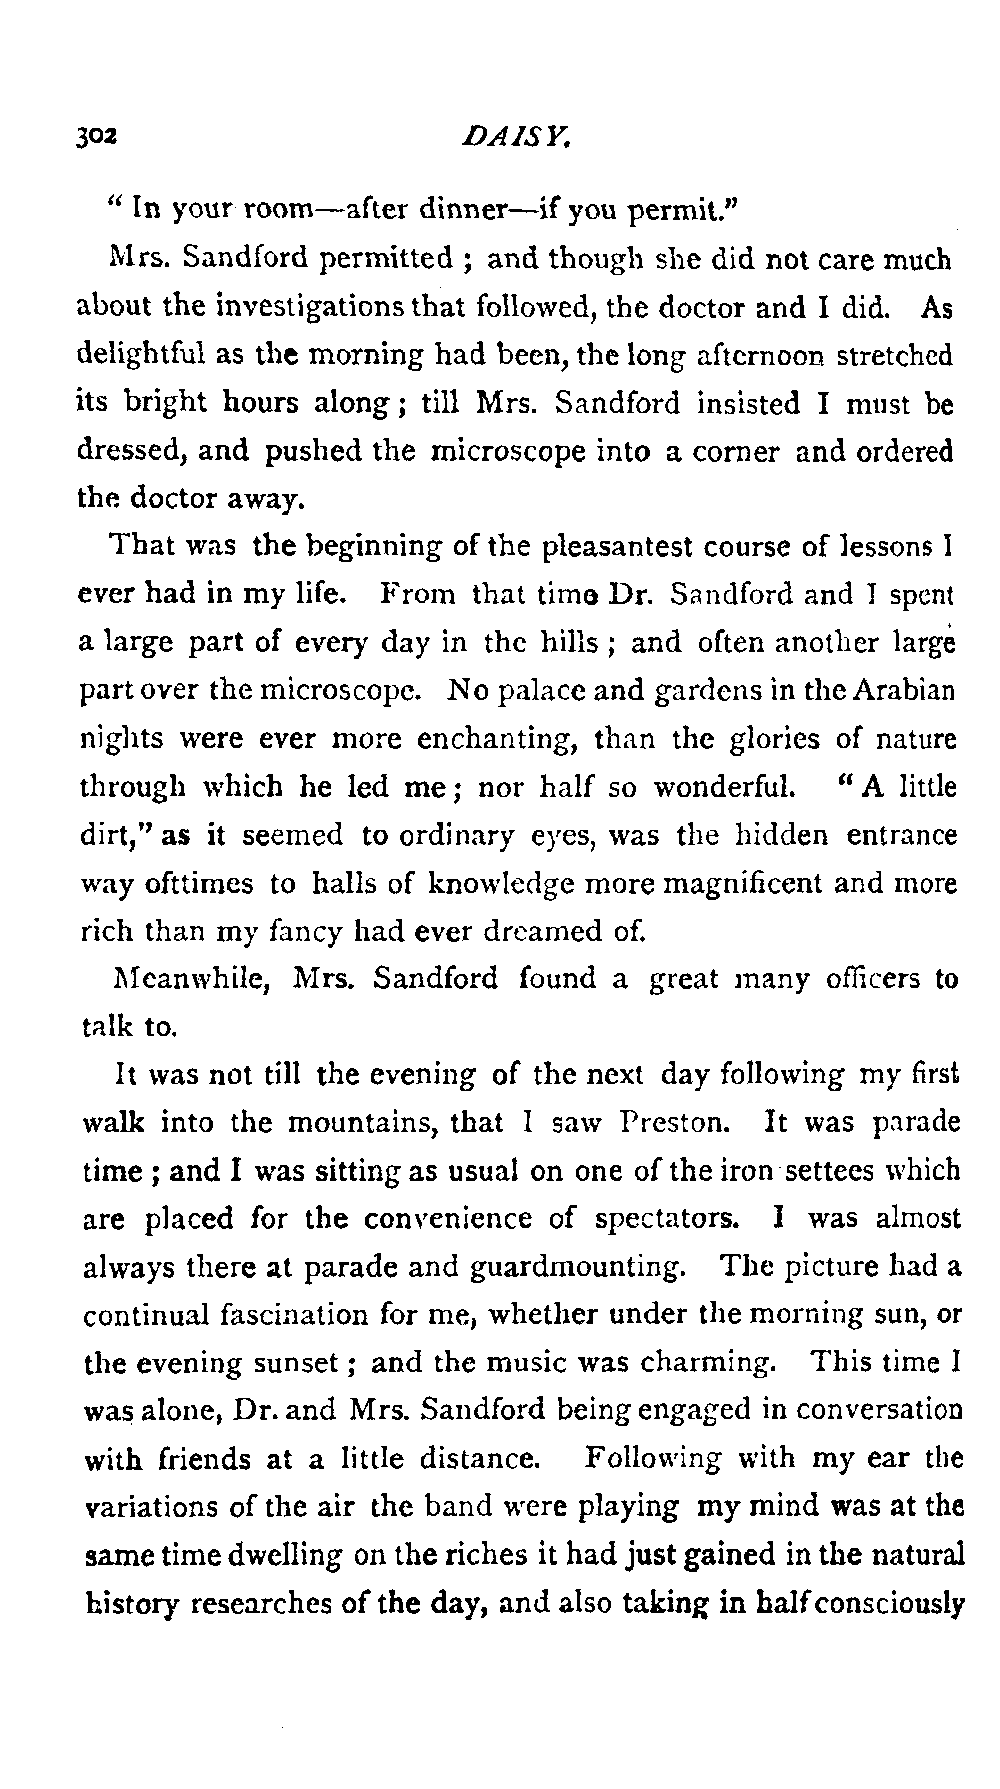 302 DAISY.
“ In your room—after dinner—if you permit.”
Mrs. Sandford permitted ; and though she did not care much
about the investigations that followed, the doctor and I did. As
delightful as the morning had been, the long afternoon stretched
its bright hours along ; till Mrs. Sandford insisted I must be
dressed, and pushed the microscope into a corner and ordered
the doctor away.
That was the beginning of the pleasantest course of lessons I
ever had in my life. From that time Dr. Sandford and I spent
a large part of every day in the hills ; and often another large
part over the microscope. No palace and gardens in the Arabian
nights were ever more enchanting, than the glories of nature
through which he led me ; nor half so wonderful. “ A little
dirt,” as it seemed to ordinary eyes, was the hidden entrance
way ofttimes to halls of knowledge more magnificent and more
rich than my fancy had ever dreamed of.
Meanwhile, Mrs. Sandford found a great many officers to
talk to.
It was not till the evening of the next day following my first
walk into the mountains, that I saw Preston. It was parade
time ; and I was sitting as usual on one of the iron settees which
are placed for the convenience of spectators. I was almost
always there at parade and guardmounting. The picture had a
continual fascination for me, whether under the morning sun, or
the evening sunset ; and the music was charming. This time I
was alone, Dr. and Mrs. Sandford being engaged in conversation
with friends at a little distance. Following with my ear the
variations of the air the band were playing my mind was at the
same time dwelling on the riches it had just gained in the natural
history researches of the day, and also taking in half consciously